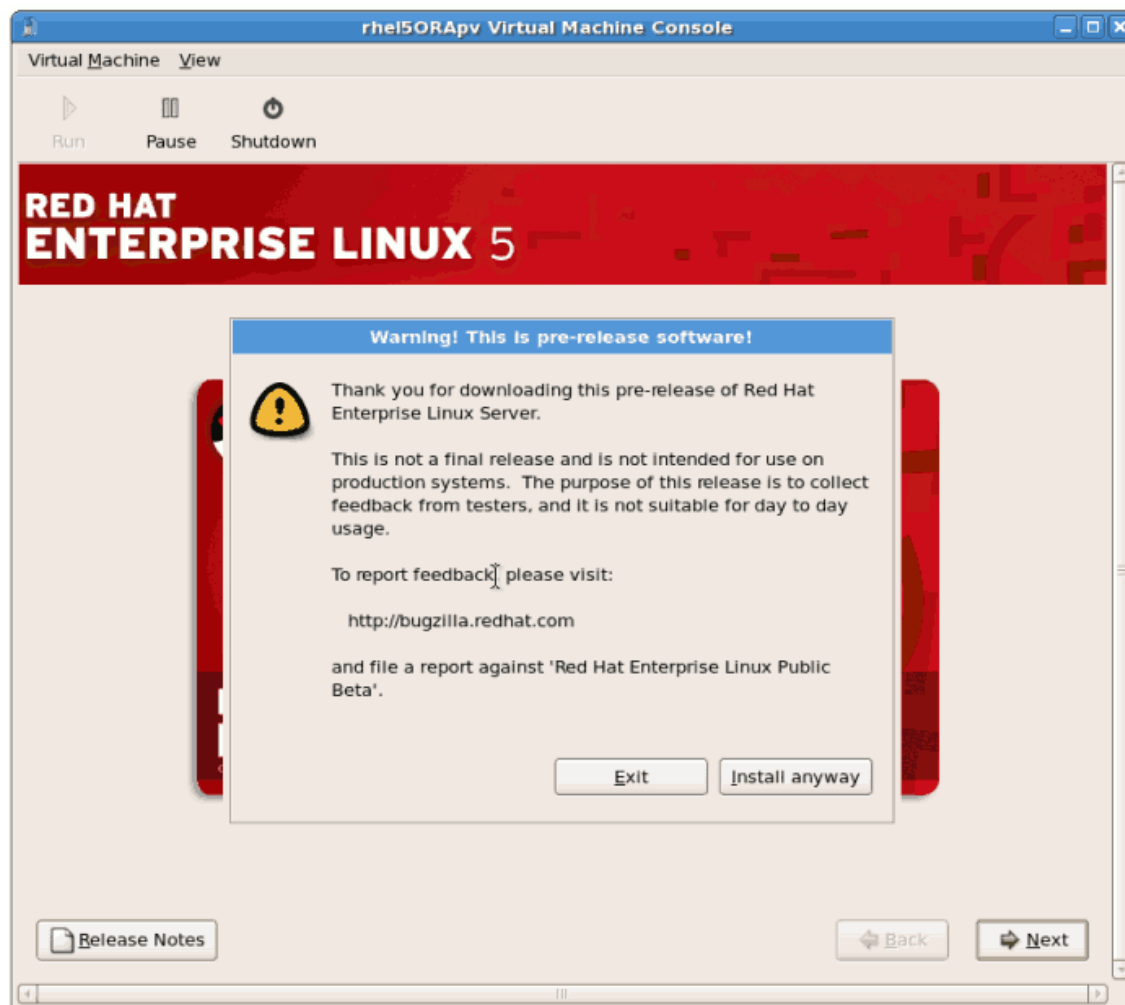 rhel5ORApv Virtual Machine Console
Virtual Machine View
Run Pause Shutdown
RED HAT
ENTERPRISE LINUX 5
Warning! This is pre-release software!
Thank you for downloading this pre-release of Red Hat
Enterprise Linux Server.
This is not a final release and is not intended for use on
production systems. The purpose of this release is to collect
feedback from testers, and it is not suitable for day to day
usage.
To report feedback, please visit:
http://bugzilla.redhat.com
and file a report against 'Red Hat Enterprise Linux Public
Beta'.
Exit Install anyway
Release Notes Back Next